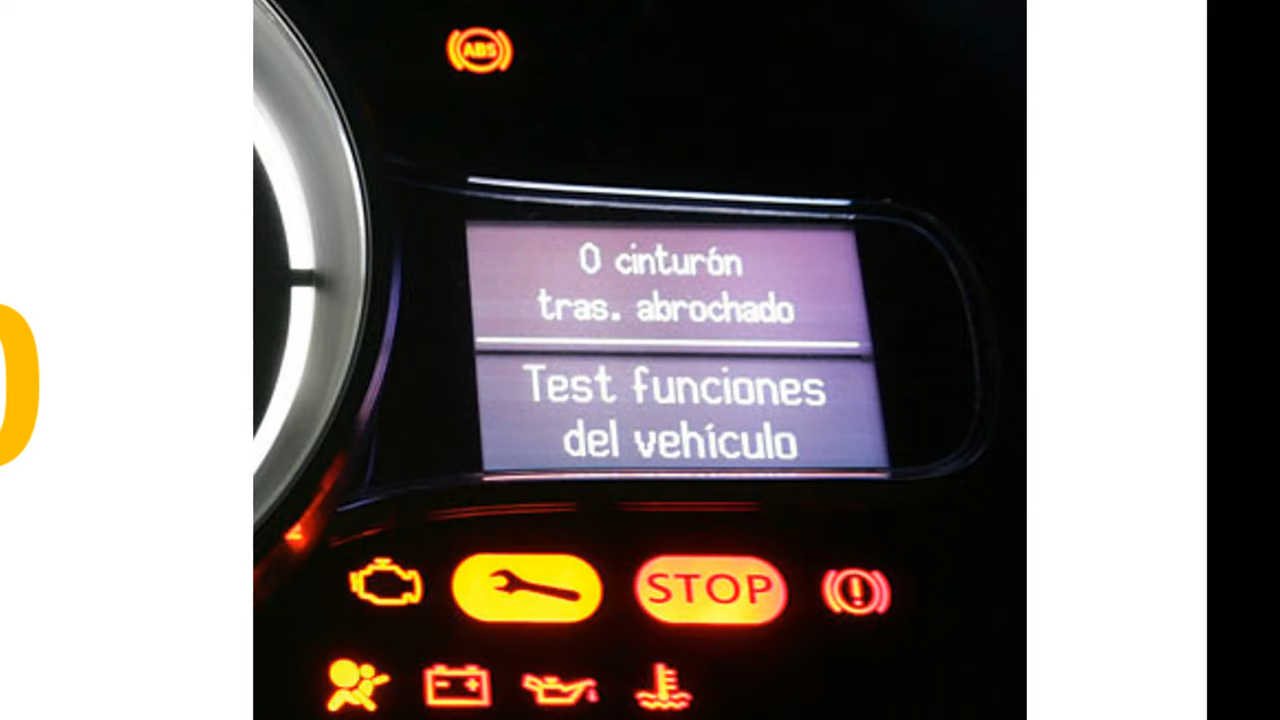 ABS
0 cinturón
tras. abrochado
Test funciones
del vehículo
STOP